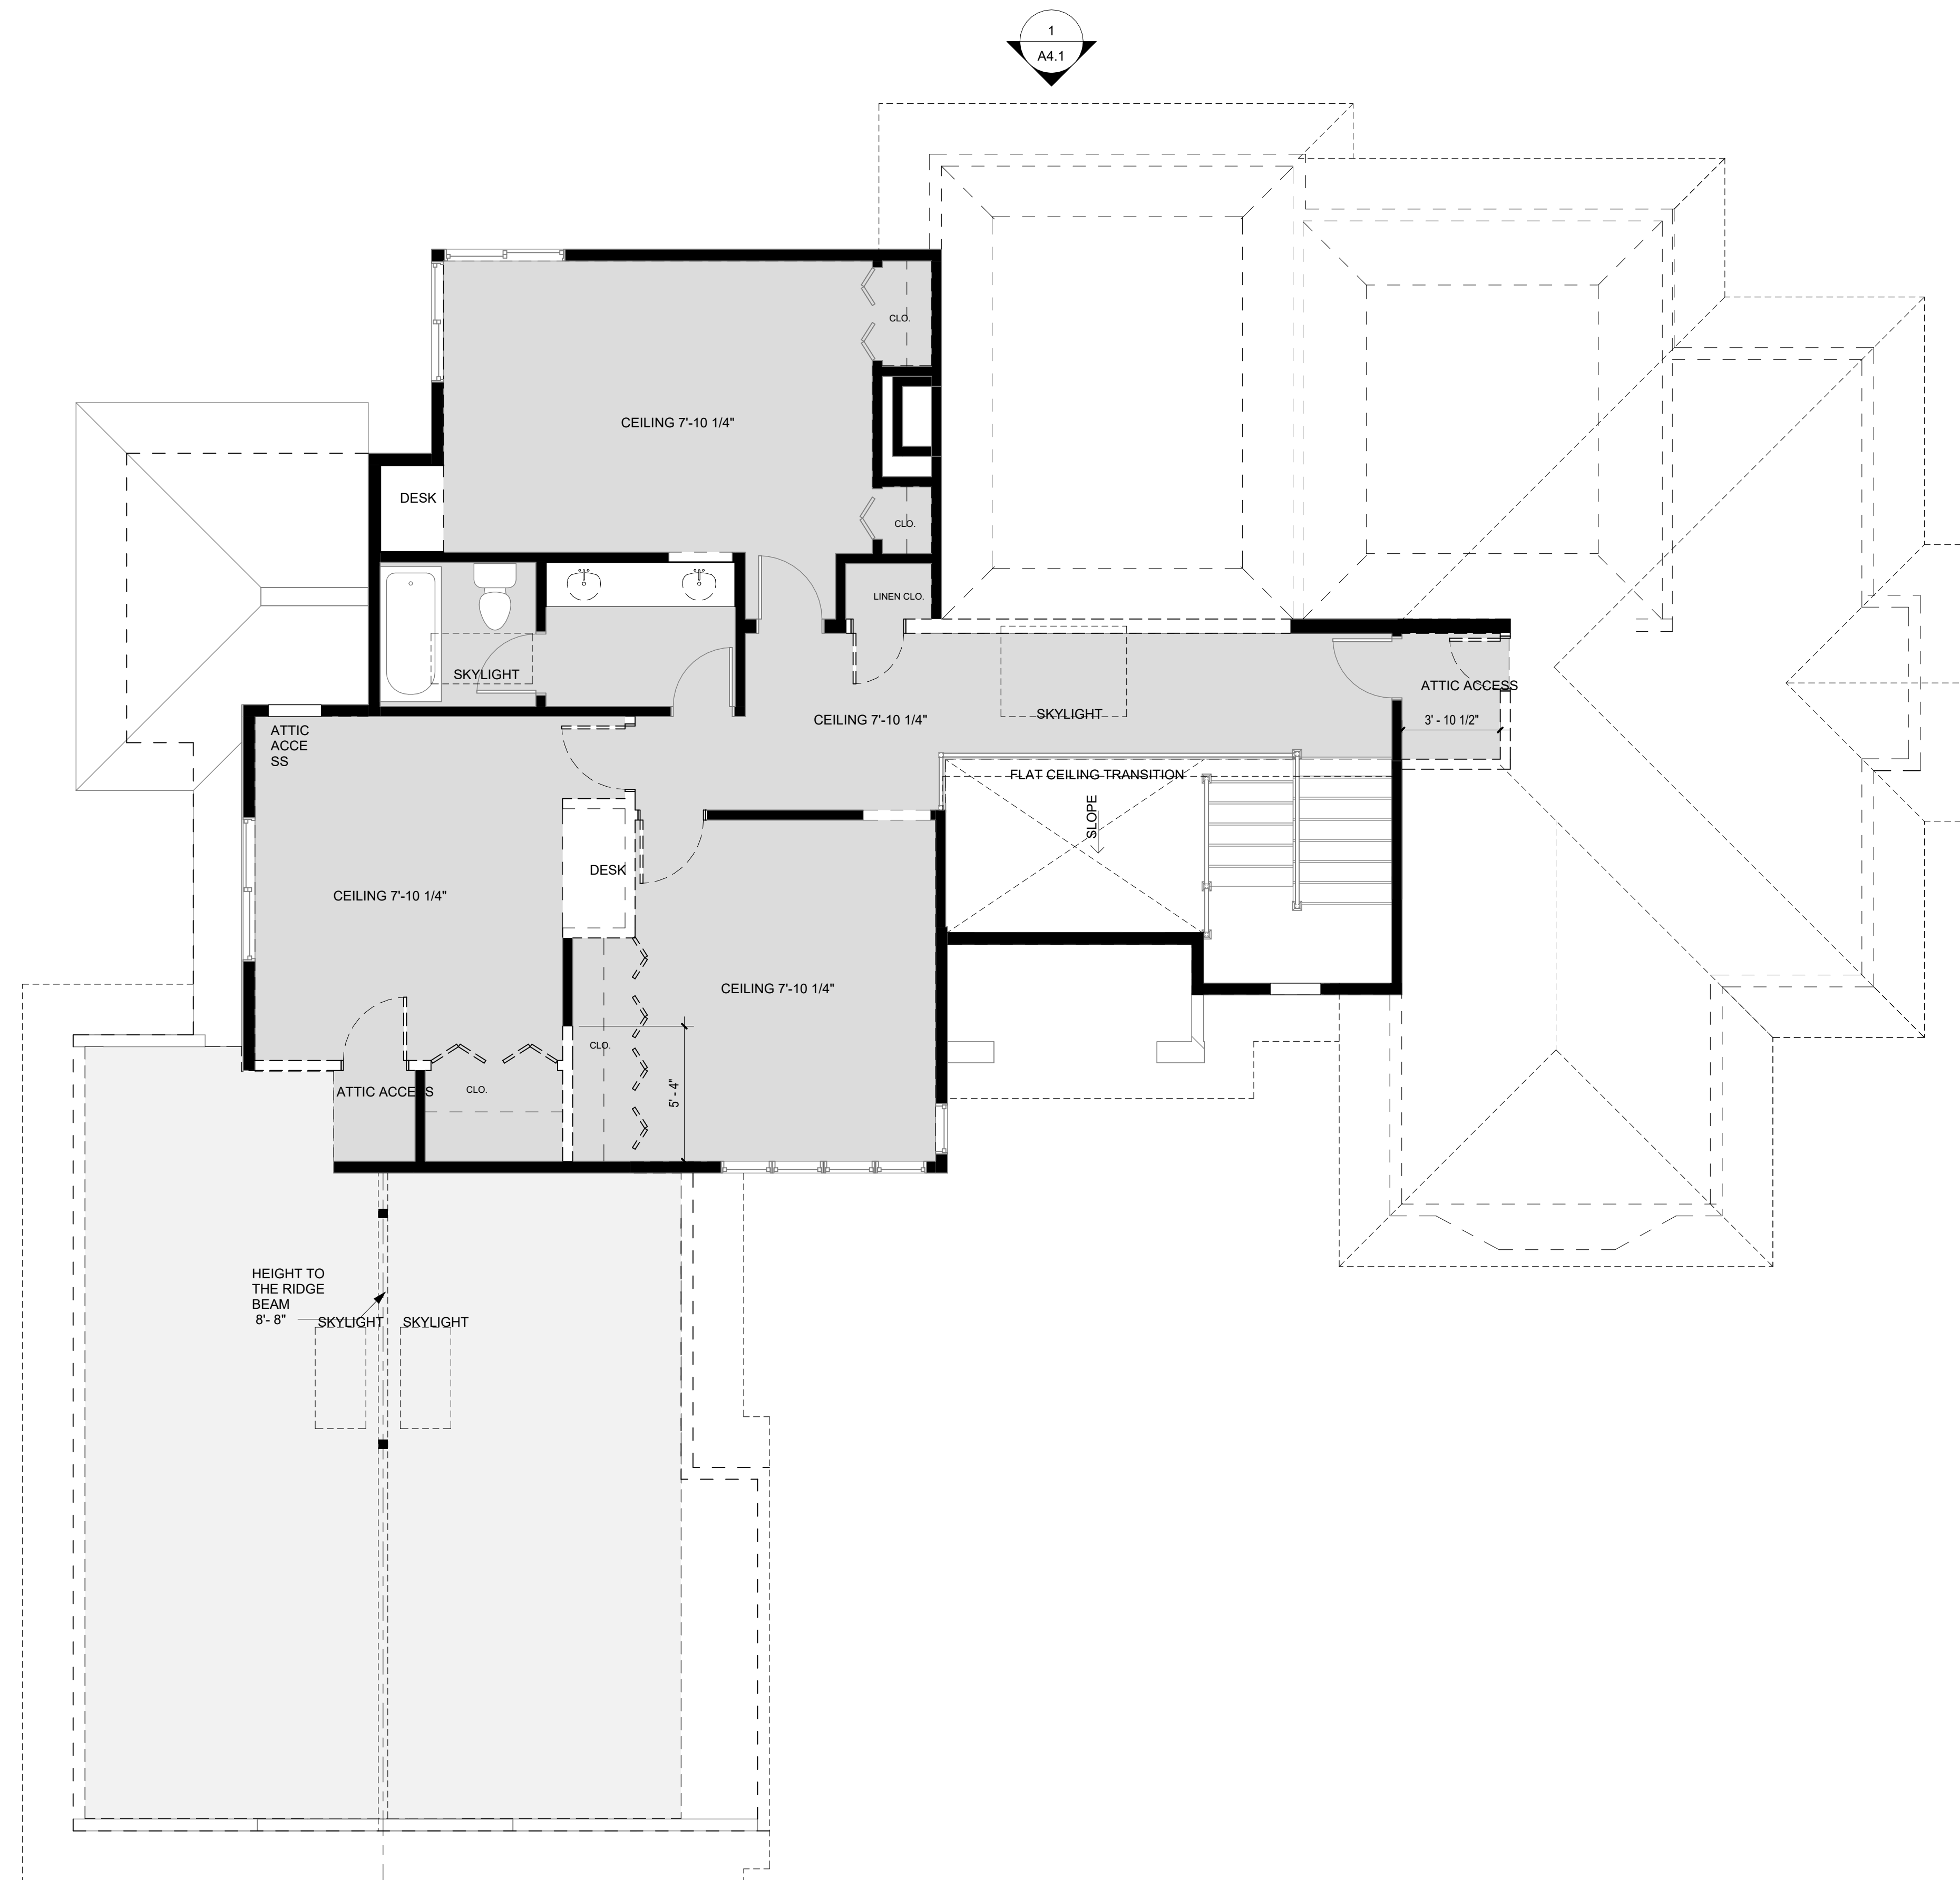 1
A4.1
CLO.
CEILING 7'-10 1/4"
DESK
CLO.
LINEN CLO.
SKYLIGHT
ATTIC ACCESS
CEILING 7'-10 1/4"
SKYLIGHT
3' - 10 1/2"
ATTIC
ACCE
SS
FLAT CEILING TRANSITION
SLOPE
DESK
CEILING 7'-10 1/4"
CEILING 7'-10 1/4"
CLO.
ATTIC ACCESS
CLO.
5' - 4"
HEIGHT TO
THE RIDGE
BEAM
8'- 8"
SKYLIGHT
SKYLIGHT